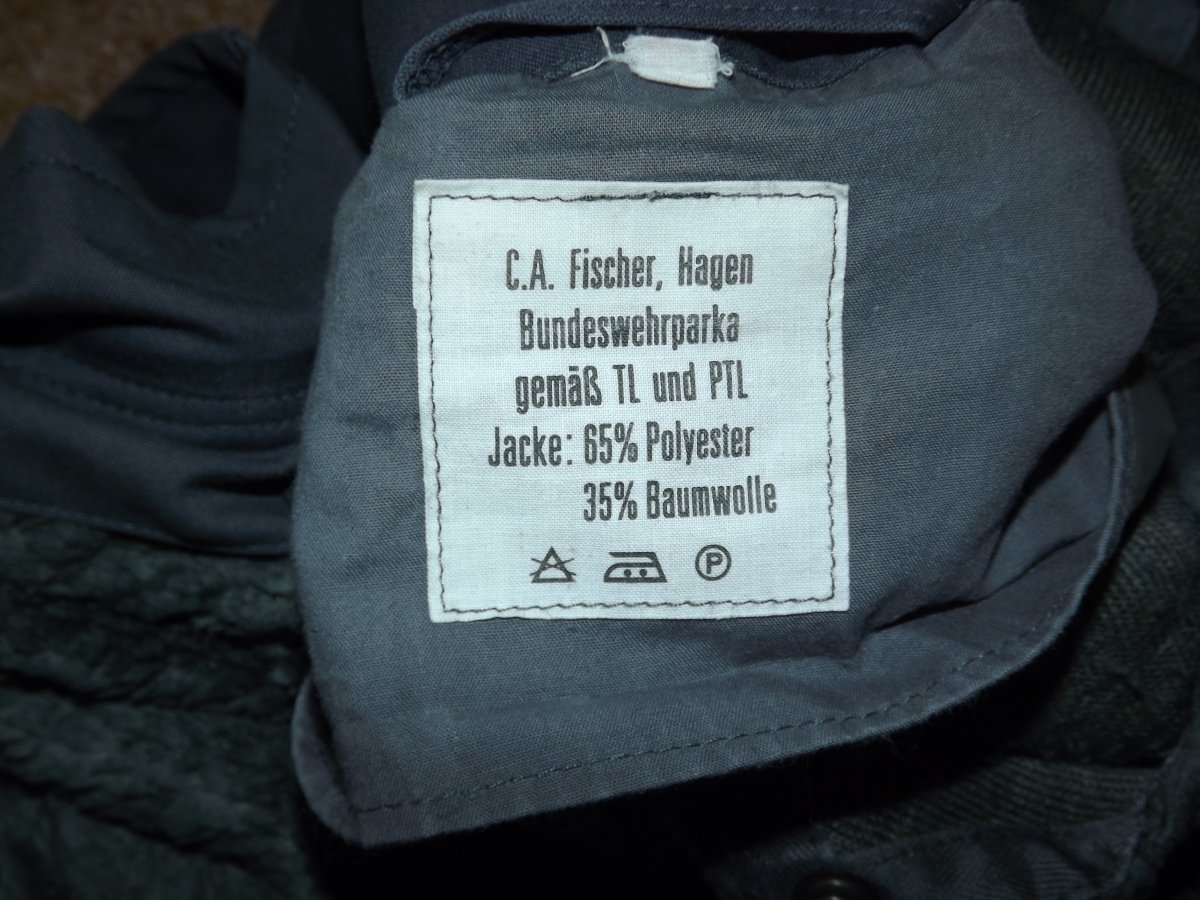 C.A. Fischer, Hagen
Bundeswehrparka
gemäß TL und PTL
Jacke: 65% Polyester
35% Baumwolle
P